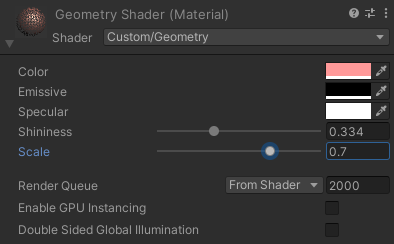 Geometry Shader (Material)
Shader Custom/Geometry
Color
Emissive
Specular
Shininess 0.334
Scale 0.7
Render Queue From Shader 2000
Enable GPU Instancing
Double Sided Global Illumination